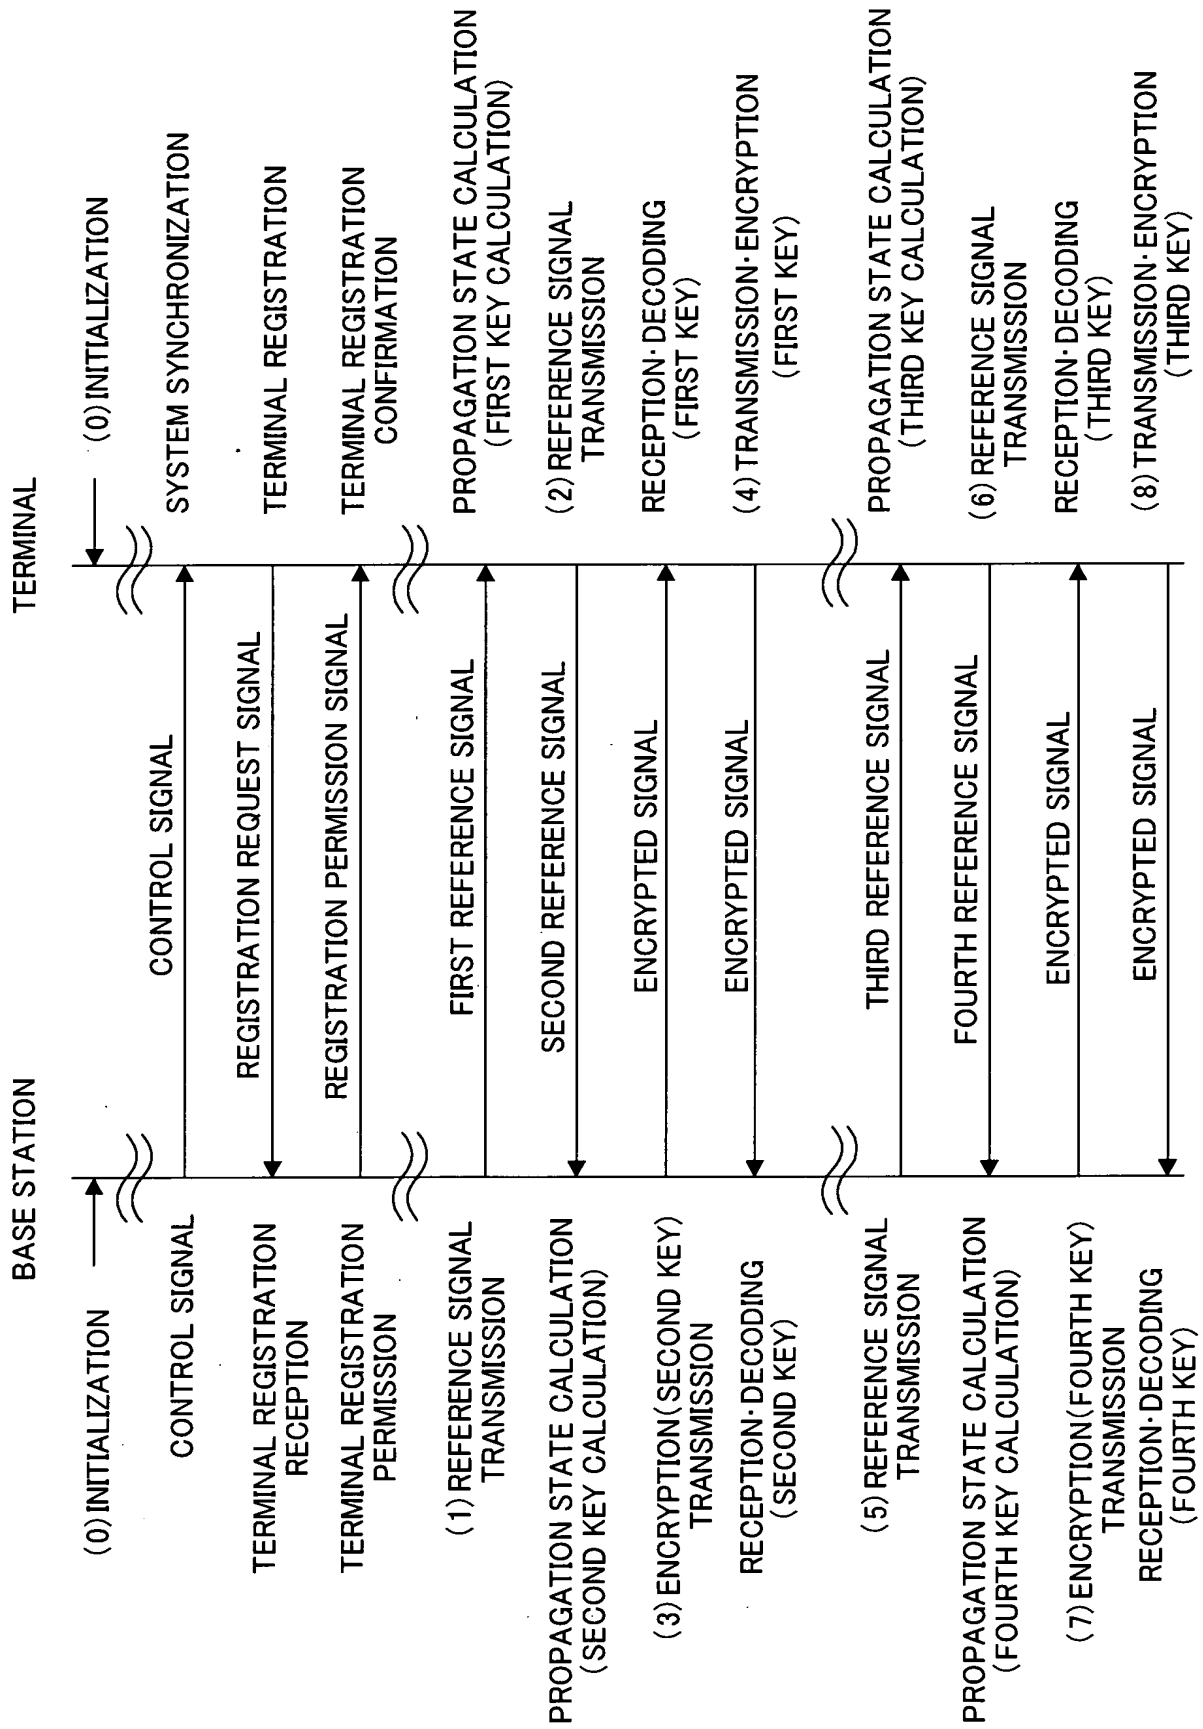 BASE STATION
TERMINAL
(0) INITIALIZATION
(0) INITIALIZATION
CONTROL SIGNAL
CONTROL SIGNAL
SYSTEM SYNCHRONIZATION
TERMINAL REGISTRATION
RECEPTION
REGISTRATION REQUEST SIGNAL
TERMINAL REGISTRATION
TERMINAL REGISTRATION
PERMISSION
REGISTRATION PERMISSION SIGNAL
TERMINAL REGISTRATION
CONFIRMATION
(1) REFERENCE SIGNAL
TRANSMISSION
FIRST REFERENCE SIGNAL
PROPAGATION STATE CALCULATION
(FIRST KEY CALCULATION)
PROPAGATION STATE CALCULATION
(SECOND KEY CALCULATION)
SECOND REFERENCE SIGNAL
(2) REFERENCE SIGNAL
TRANSMISSION
(3) ENCRYPTION(SECOND KEY)
TRANSMISSION
ENCRYPTED SIGNAL
RECEPTION·DECODING
(FIRST KEY)
RECEPTION·DECODING
(SECOND KEY)
ENCRYPTED SIGNAL
(4) TRANSMISSION·ENCRYPTION
(FIRST KEY)
(5) REFERENCE SIGNAL
TRANSMISSION
THIRD REFERENCE SIGNAL
PROPAGATION STATE CALCULATION
(THIRD KEY CALCULATION)
PROPAGATION STATE CALCULATION
(FOURTH KEY CALCULATION)
FOURTH REFERENCE SIGNAL
(6) REFERENCE SIGNAL
TRANSMISSION
(7) ENCRYPTION(FOURTH KEY)
TRANSMISSION
ENCRYPTED SIGNAL
RECEPTION·DECODING
(THIRD KEY)
RECEPTION·DECODING
(FOURTH KEY)
ENCRYPTED SIGNAL
(8) TRANSMISSION·ENCRYPTION
(THIRD KEY)